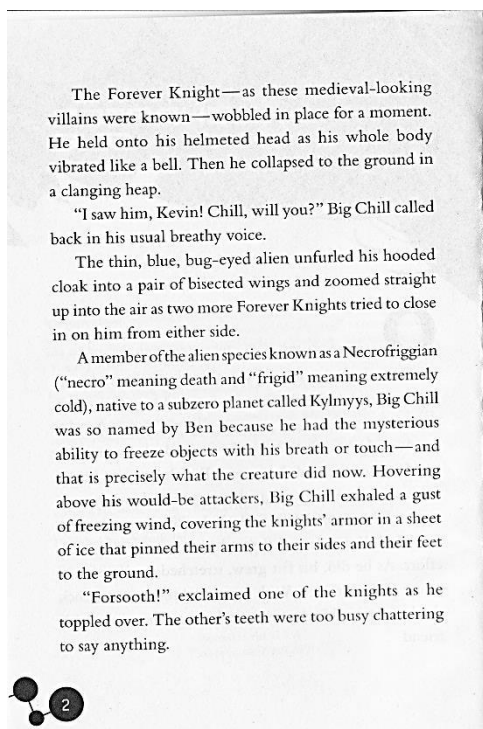 The Forever Knight—as these medieval-looking
villains were known—wobbled in place for a moment.
He held onto his helmeted head as his whole body
vibrated like a bell. Then he collapsed to the ground in
a clanging heap.
“I saw him, Kevin! Chill, will you?” Big Chill called
back in his usual breathy voice.
The thin, blue, bug-eyed alien unfurled his hooded
cloak into a pair of bisected wings and zoomed straight
up into the air as two more Forever Knights tried to close
in on him from either side.
A member of the alien species known as a Necrofriggian
(“necro” meaning death and “frigid” meaning extremely
cold), native to a subzero planet called Kylmyys, Big Chill
was so named by Ben because he had the mysterious
ability to freeze objects with his breath or touch—and
that is precisely what the creature did now. Hovering
above his would-be attackers, Big Chill exhaled a gust
of freezing wind, covering the knights’ armor in a sheet
of ice that pinned their arms to their sides and their feet
to the ground.
“Forsooth!” exclaimed one of the knights as he
toppled over. The other’s teeth were too busy chattering
to say anything.
2